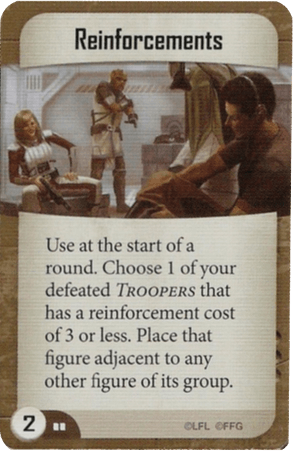 Reinforcements
Use at the start of a
round. Choose 1 of your
defeated TROOPERS that
has a reinforcement cost
of 3 or less. Place that
figure adjacent to any
other figure of its group.
2
©LFL ©FFG